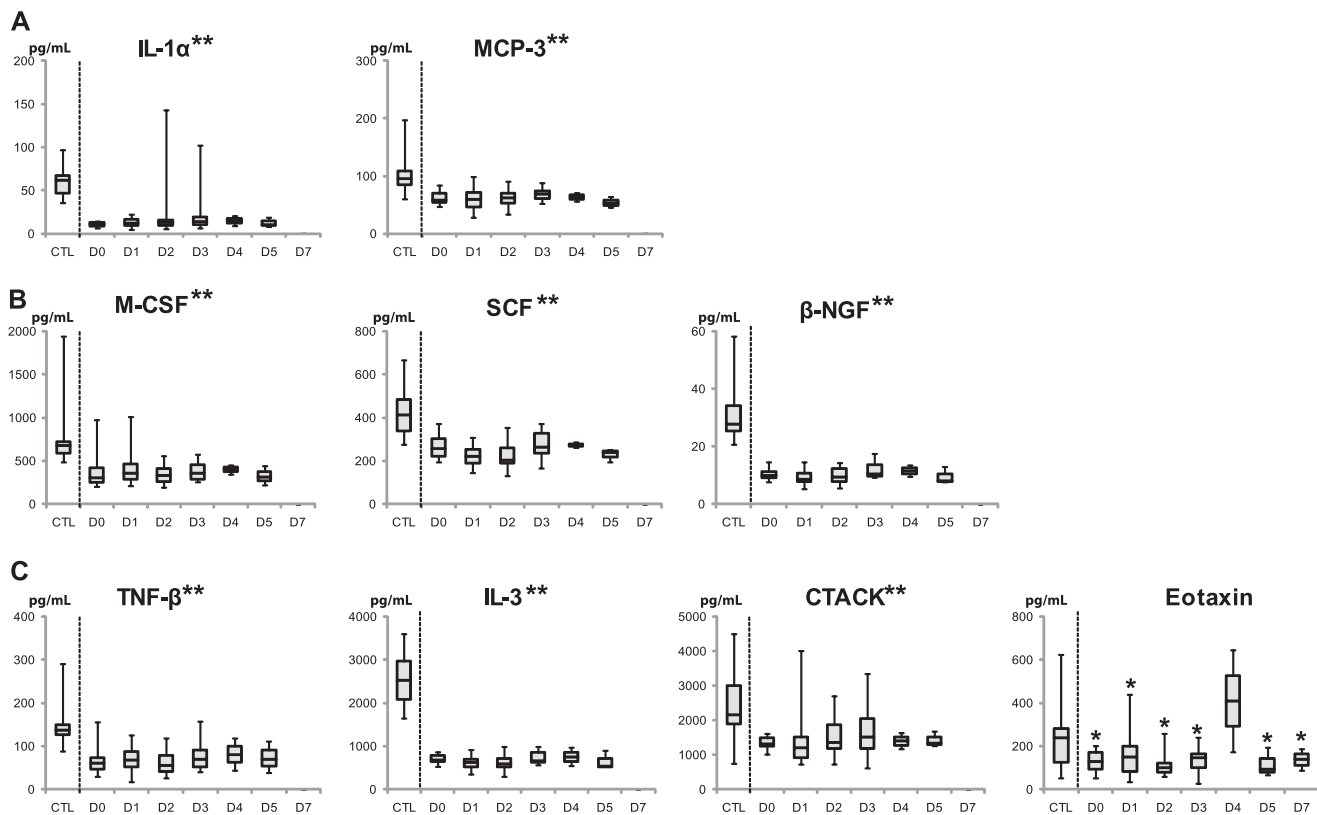 A
IL-1α**
MCP-3**
pg/mL
pg/mL
200
150
100
50
0
300
200
100
0
CTL D0 D1 D2 D3 D4 D5 D7
CTL D0 D1 D2 D3 D4 D5 D7
B
M-CSF**
SCF**
β-NGF**
pg/mL
pg/mL
pg/mL
2000
1500
1000
500
0
800
600
400
200
0
60
40
20
0
CTL D0 D1 D2 D3 D4 D5 D7
CTL D0 D1 D2 D3 D4 D5 D7
CTL D0 D1 D2 D3 D4 D5 D7
C
TNF-β**
IL-3**
CTACK**
Eotaxin
pg/mL
pg/mL
pg/mL
pg/mL
400
300
200
100
0
4000
3000
2000
1000
0
5000
4000
3000
2000
1000
0
800
600
400
200
0
* * * * * *
CTL D0 D1 D2 D3 D4 D5 D7
CTL D0 D1 D2 D3 D4 D5 D7
CTL D0 D1 D2 D3 D4 D5 D7
CTL D0 D1 D2 D3 D4 D5 D7